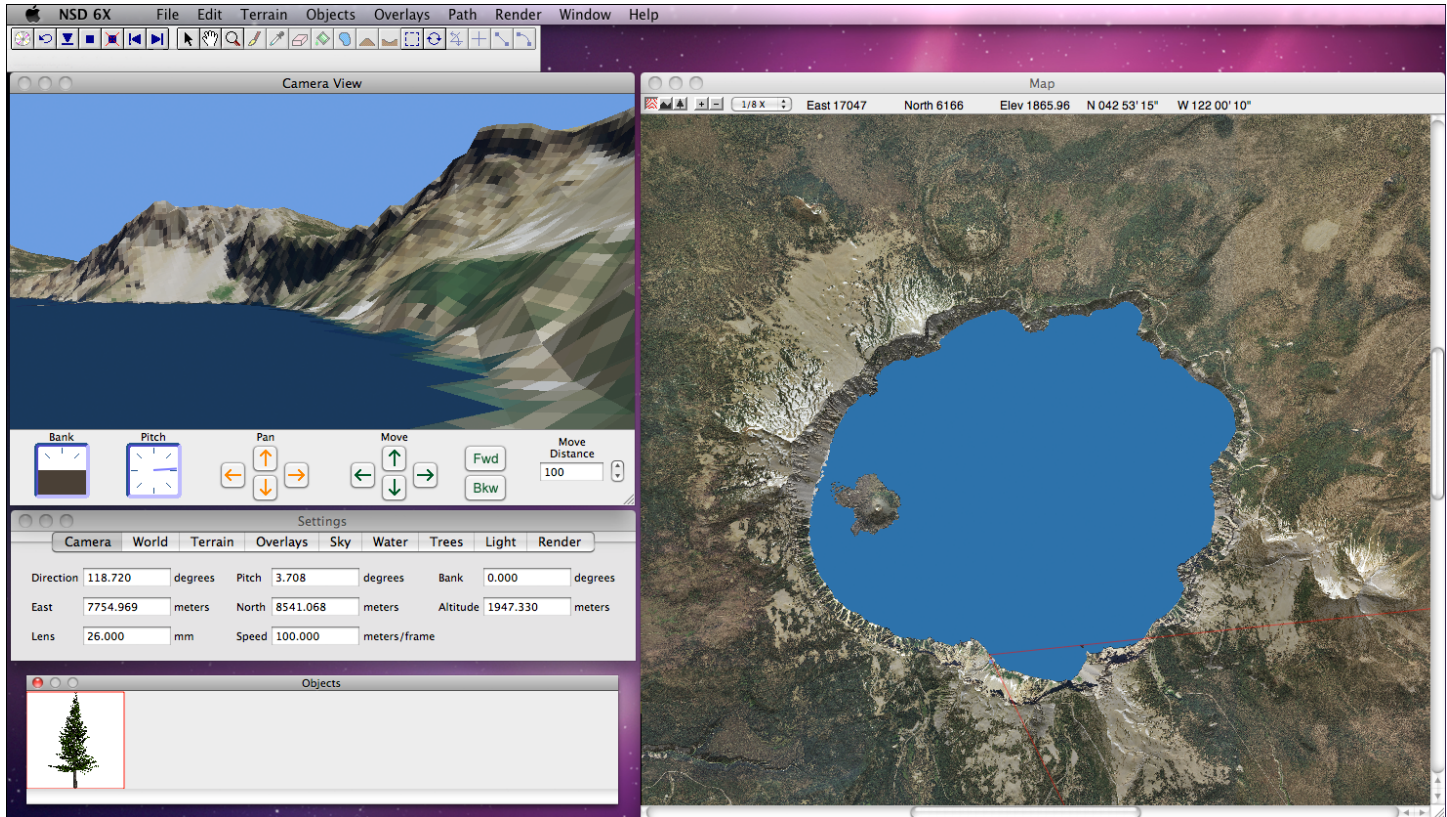 NSD 6X File Edit Terrain Objects Overlays Path Render Window Help
Camera View
Map
1/8 X East 17047 North 6166 Elev 1865.96 N 042 53' 15" W 122 00' 10"
Bank Pitch Pan Move Move Distance
Fwd
100
Bkw
Settings
Camera World Terrain Overlays Sky Water Trees Light Render
Direction 118.720 degrees Pitch 3.708 degrees Bank 0.000 degrees
East 7754.969 meters North 8541.068 meters Altitude 1947.330 meters
Lens 26.000 mm Speed 100.000 meters/frame
Objects